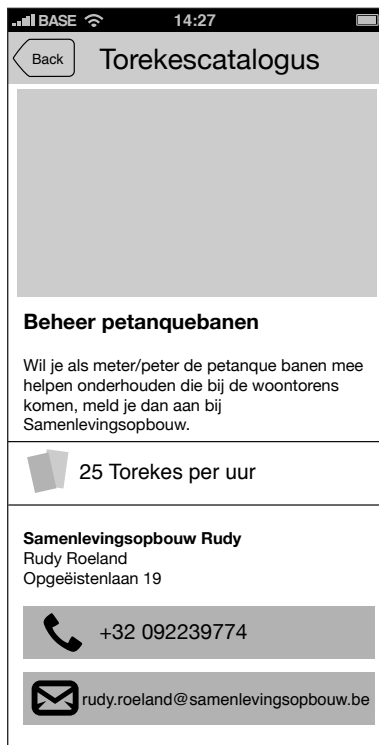 BASE 14:27
Back Torekescatalogus
Beheer petanquebanen
Wil je als meter/peter de petanque banen mee
helpen onderhouden die bij de woontorens
komen, meld je dan aan bij
Samenlevingsopbouw.
25 Torekes per uur
Samenlevingsopbouw Rudy
Rudy Roeland
Opgeëistenlaan 19
+32 092239774
rudy.roeland@samenlevingsopbouw.be